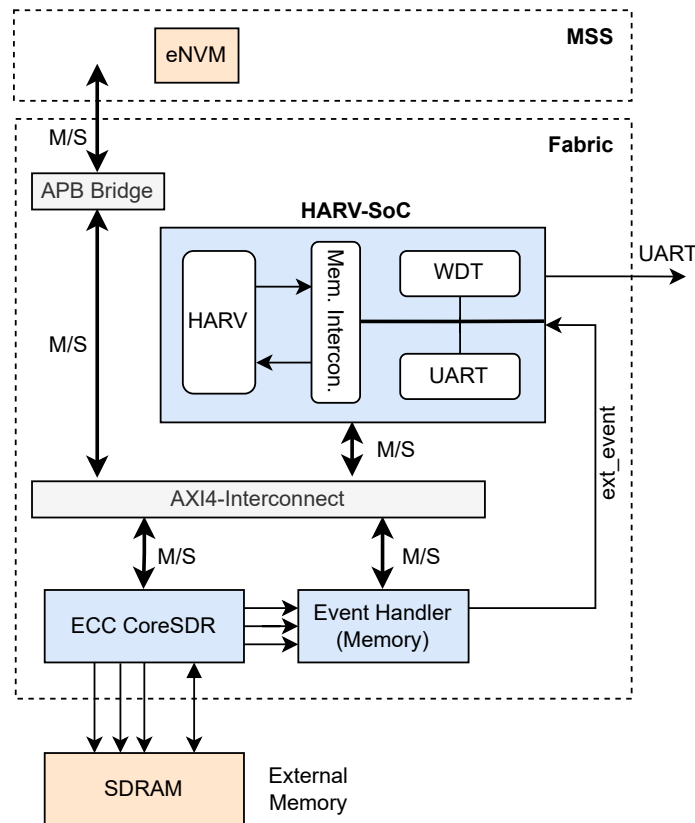 MSS
eNVM
M/S
Fabric
APB Bridge
HARV-SoC
UART
HARV
Mem. Intercon.
WDT
UART
M/S
M/S
ext_event
AXI4-Interconnect
M/S
M/S
ECC CoreSDR
Event Handler
(Memory)
SDRAM
External
Memory